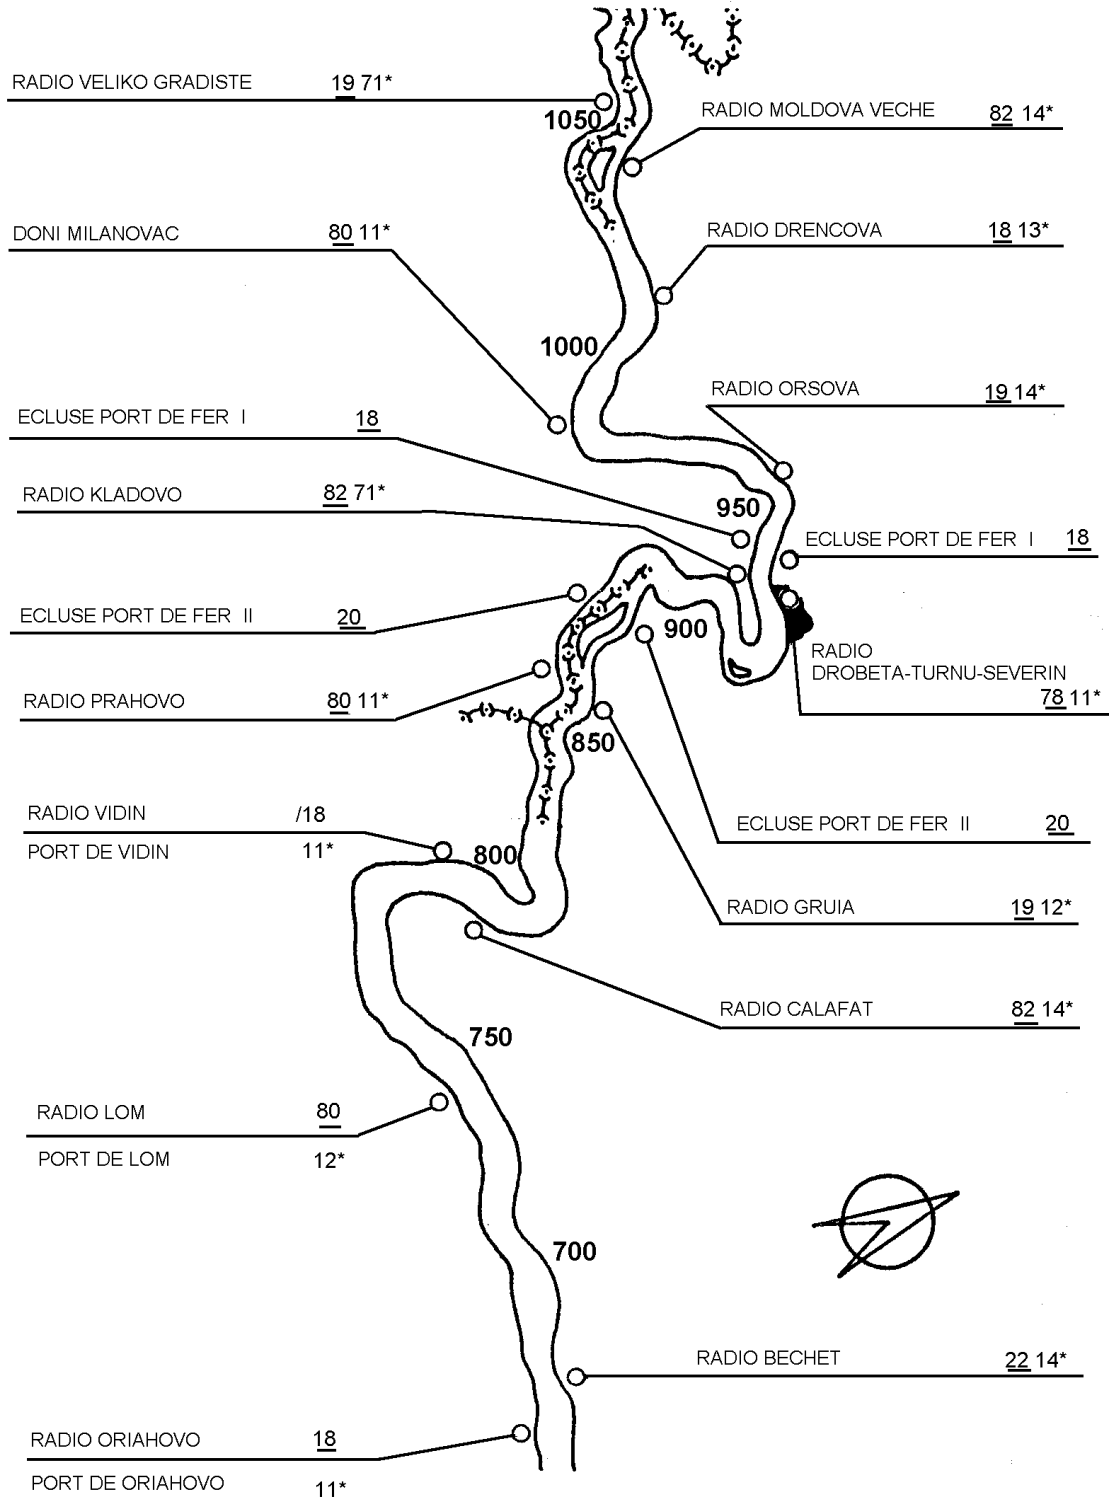 RADIO VELIKO GRADISTE 19 71*
1050
RADIO MOLDOVA VECHE 82 14*
DONI MILANOVAC 80 11*
RADIO DRENCOVA 18 13*
1000
RADIO ORSOVA 19 14*
ECLUSE PORT DE FER I 18
RADIO KLADOVO 82 71*
950
ECLUSE PORT DE FER I 18
ECLUSE PORT DE FER II 20
900
RADIO
DROBETA-TURNU-SEVERIN
78 11*
RADIO PRAHOVO 80 11*
850
RADIO VIDIN /18
PORT DE VIDIN 11*
ECLUSE PORT DE FER II 20
800
RADIO GRUIA 19 12*
RADIO CALAFAT 82 14*
750
RADIO LOM 80
PORT DE LOM 12*
700
RADIO BECHET 22 14*
RADIO ORIAHOVO 18
PORT DE ORIAHOVO 11*